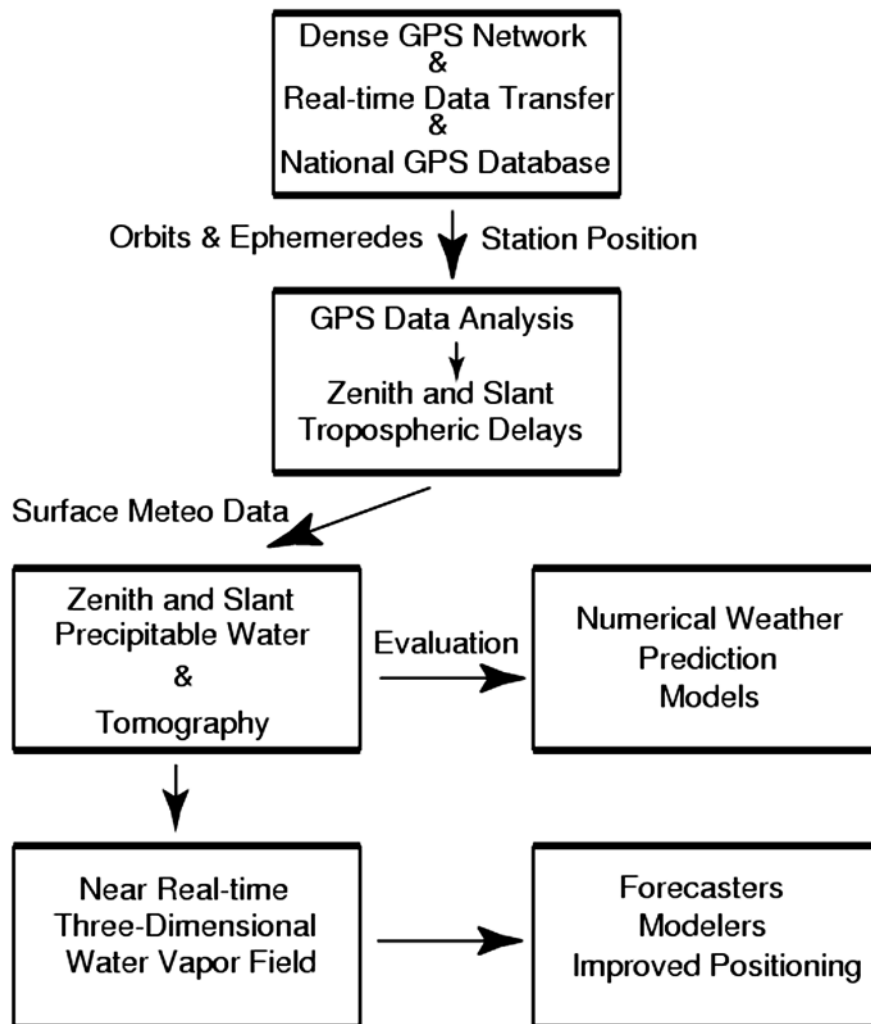 Dense GPS Network
&
Real-time Data Transfer
&
National GPS Database
Orbits & Ephemeredes
Station Position
GPS Data Analysis
Zenith and Slant
Tropospheric Delays
Surface Meteo Data
Zenith and Slant
Precipitable Water
&
Tomography
Evaluation
Numerical Weather
Prediction
Models
Near Real-time
Three-Dimensional
Water Vapor Field
Forecasters
Modelers
Improved Positioning